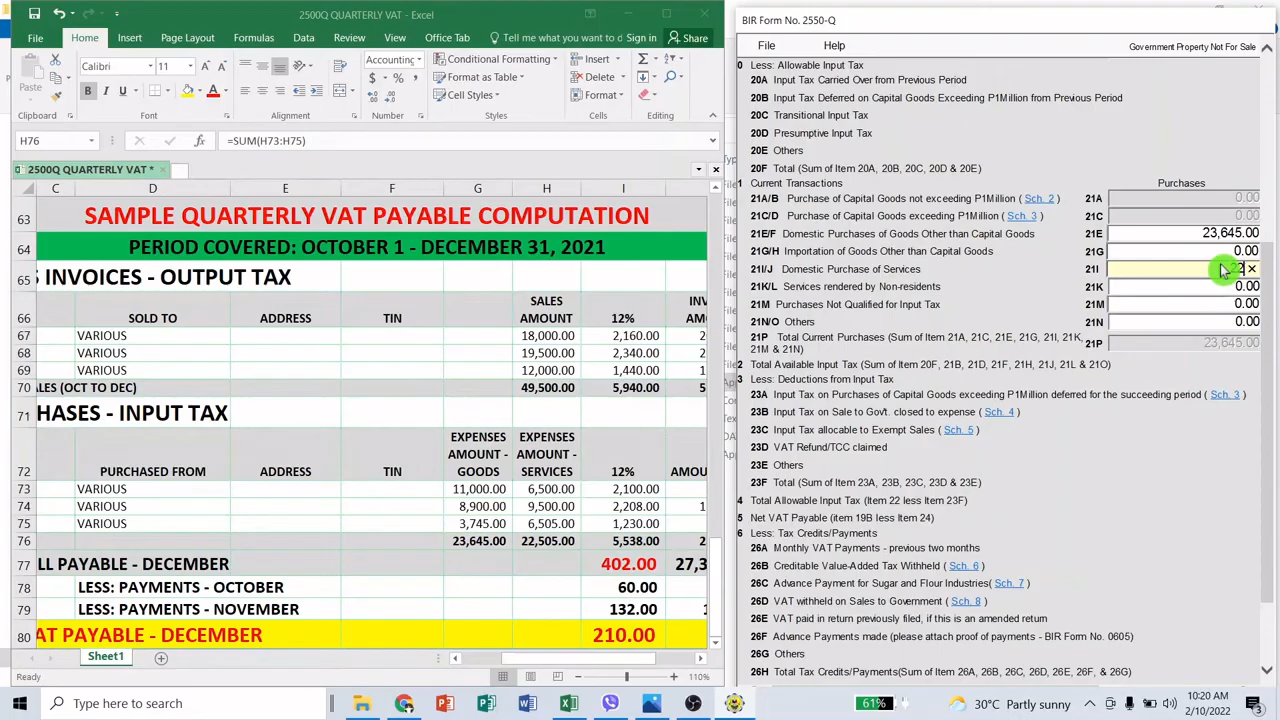 2500Q QUARTERLY VAT - Excel
File Home Insert Page Layout Formulas Data Review View Office Tab Tell me what you want to do Sign in Share
Paste
Calibri 11
B I U
Accounting
$ % ,
Conditional Formatting
Format as Table
Cell Styles
Insert
Delete
Format
Clipboard Font Alignment Number Styles Cells Editing
H76 fx =SUM(H73:H75)
2500Q QUARTERLY VAT *
C D E F G H I
63 SAMPLE QUARTERLY VAT PAYABLE COMPUTATION
64 PERIOD COVERED: OCTOBER 1 - DECEMBER 31, 2021
65 INVOICES - OUTPUT TAX
66 SOLD TO ADDRESS TIN SALES AMOUNT 12%
67 VARIOUS 18,000.00 2,160.00 2
68 VARIOUS 19,500.00 2,340.00 2
69 VARIOUS 12,000.00 1,440.00 1
70 (OCT TO DEC) 49,500.00 5,940.00 5
71 - INPUT TAX
72 PURCHASED FROM ADDRESS TIN EXPENSES AMOUNT - GOODS EXPENSES AMOUNT - SERVICES 12%
73 VARIOUS 11,000.00 6,500.00 2,100.00 1
74 VARIOUS 8,900.00 9,500.00 2,208.00 1
75 VARIOUS 3,745.00 6,505.00 1,230.00 1
76 23,645.00 22,505.00 5,538.00 2
77 PAYABLE - DECEMBER 402.00 27,3
78 LESS: PAYMENTS - OCTOBER 60.00
79 LESS: PAYMENTS - NOVEMBER 132.00 1
80 AT PAYABLE - DECEMBER 210.00
Sheet1
Ready 110%
BIR Form No. 2550-Q
File Help Government Property Not For Sale
0 Less: Allowable Input Tax
20A Input Tax Carried Over from Previous Period
20B Input Tax Deferred on Capital Goods Exceeding P1Million from Previous Period
20C Transitional Input Tax
20D Presumptive Input Tax
20E Others
20F Total (Sum of Item 20A, 20B, 20C, 20D & 20E)
1 Current Transactions Purchases
21A/B Purchase of Capital Goods not exceeding P1Million ( Sch. 2 ) 21A 0.00
21C/D Purchase of Capital Goods exceeding P1Million ( Sch. 3 ) 21C 0.00
21E/F Domestic Purchases of Goods Other than Capital Goods 21E 23,645.00
21G/H Importation of Goods Other than Capital Goods 21G 0.00
21I/J Domestic Purchase of Services 21I 22
21K/L Services rendered by Non-residents 21K 0.00
21M Purchases Not Qualified for Input Tax 21M 0.00
21N/O Others 21N 0.00
21P Total Current Purchases (Sum of Item 21A, 21C, 21E, 21G, 21I, 21K, 21M & 21N) 21P 23,645.00
2 Total Available Input Tax (Sum of Item 20F, 21B, 21D, 21F, 21H, 21J, 21L & 21O)
3 Less: Deductions from Input Tax
23A Input Tax on Purchases of Capital Goods exceeding P1Million deferred for the succeeding period ( Sch. 3 )
23B Input Tax on Sale to Gov't. closed to expense ( Sch. 4 )
23C Input Tax allocable to Exempt Sales ( Sch. 5 )
23D VAT Refund/TCC claimed
23E Others
23F Total (Sum of Item 23A, 23B, 23C, 23D & 23E)
4 Total Allowable Input Tax (Item 22 less Item 23F)
5 Net VAT Payable (item 19B less Item 24)
6 Less: Tax Credits/Payments
26A Monthly VAT Payments - previous two months
26B Creditable Value-Added Tax Withheld ( Sch. 6 )
26C Advance Payment for Sugar and Flour Industries( Sch. 7 )
26D VAT withheld on Sales to Government ( Sch. 8 )
26E VAT paid in return previously filed, if this is an amended return
26F Advance Payments made (please attach proof of payments - BIR Form No. 0605)
26G Others
26H Total Tax Credits/Payments(Sum of Item 26A, 26B, 26C, 26D, 26E, 26F, & 26G)
Type here to search
61%
30°C Partly sunny
10:20 AM
2/10/2022
3